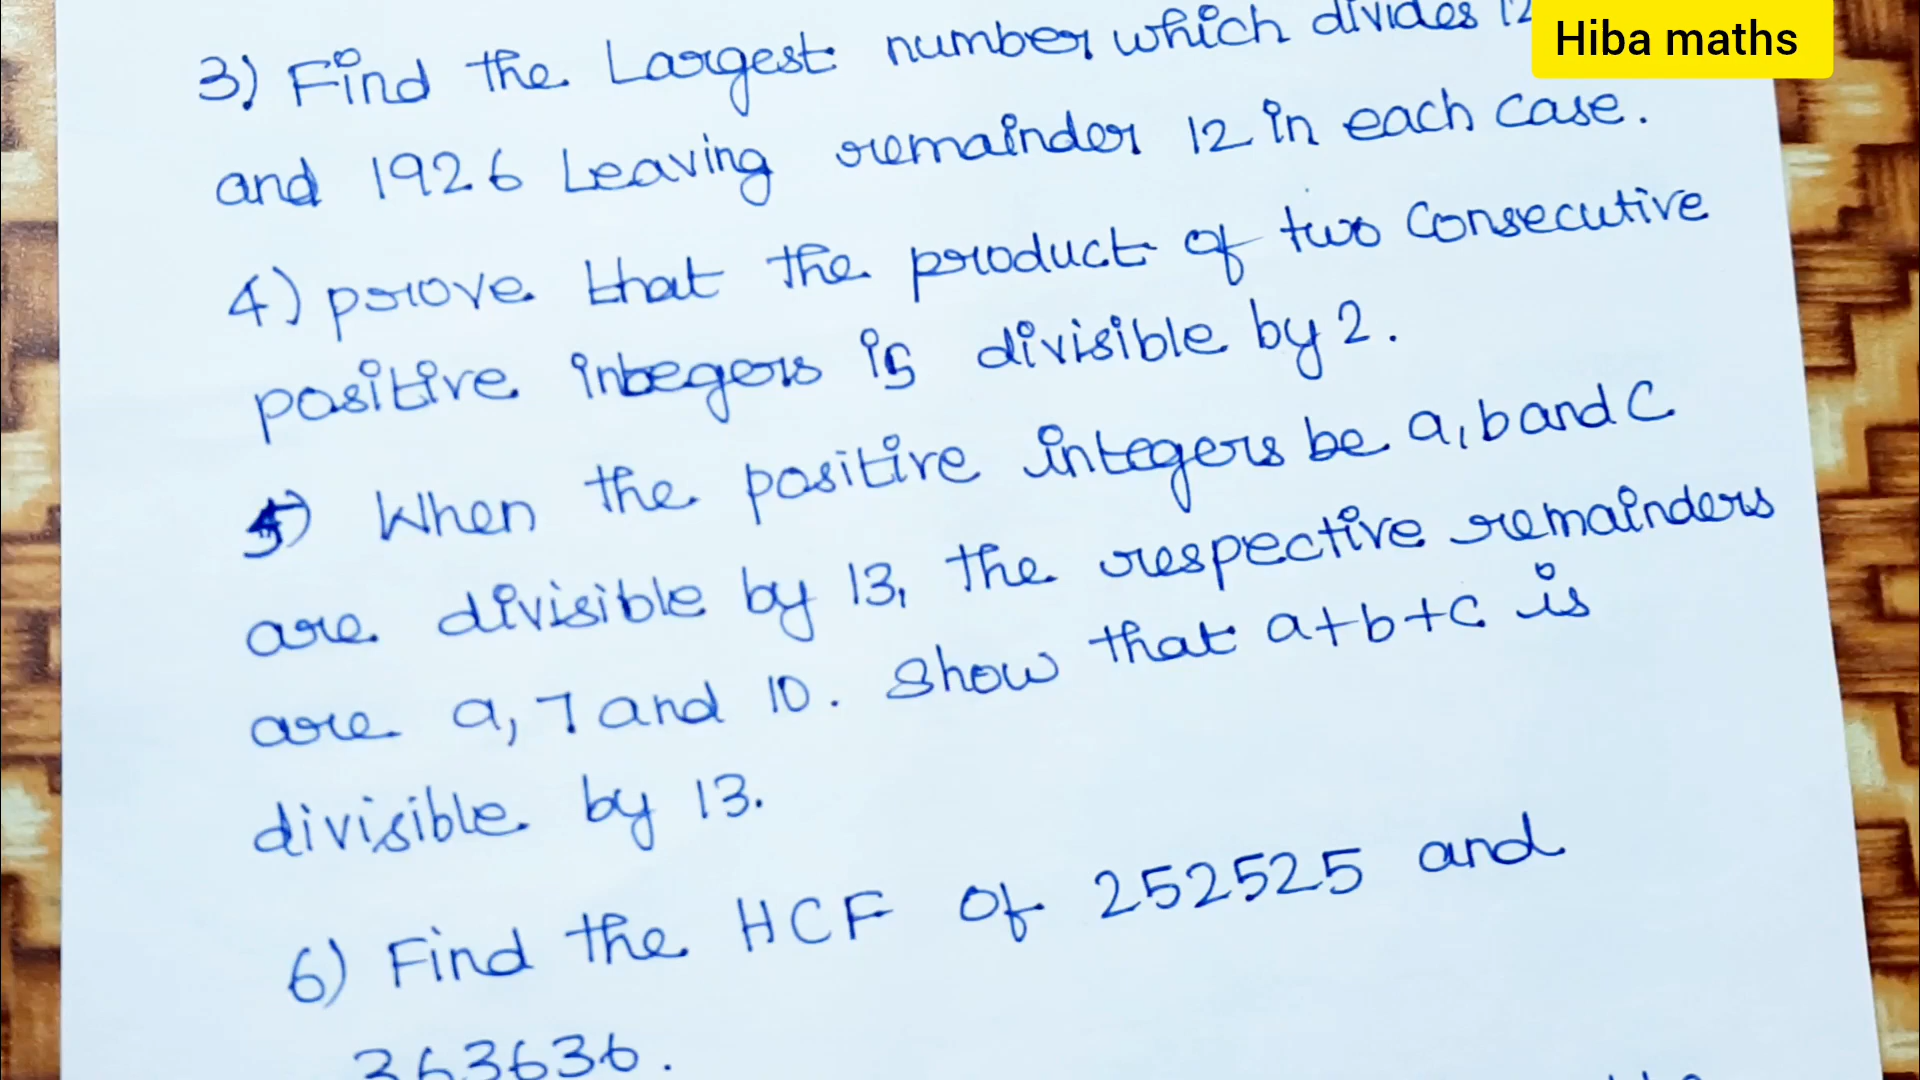 Hiba maths
3) Find the Largest number which divides 12
and 1926 Leaving remainder 12 in each case.
4) prove that the product of two Consecutive
positive integers is divisible by 2.
5) When the positive integers be a, b and C
are divisible by 13, the respective remainders
are 9, 7 and 10. Show that a+b+c is
divisible by 13.
6) Find the HCF of 252525 and
363636.